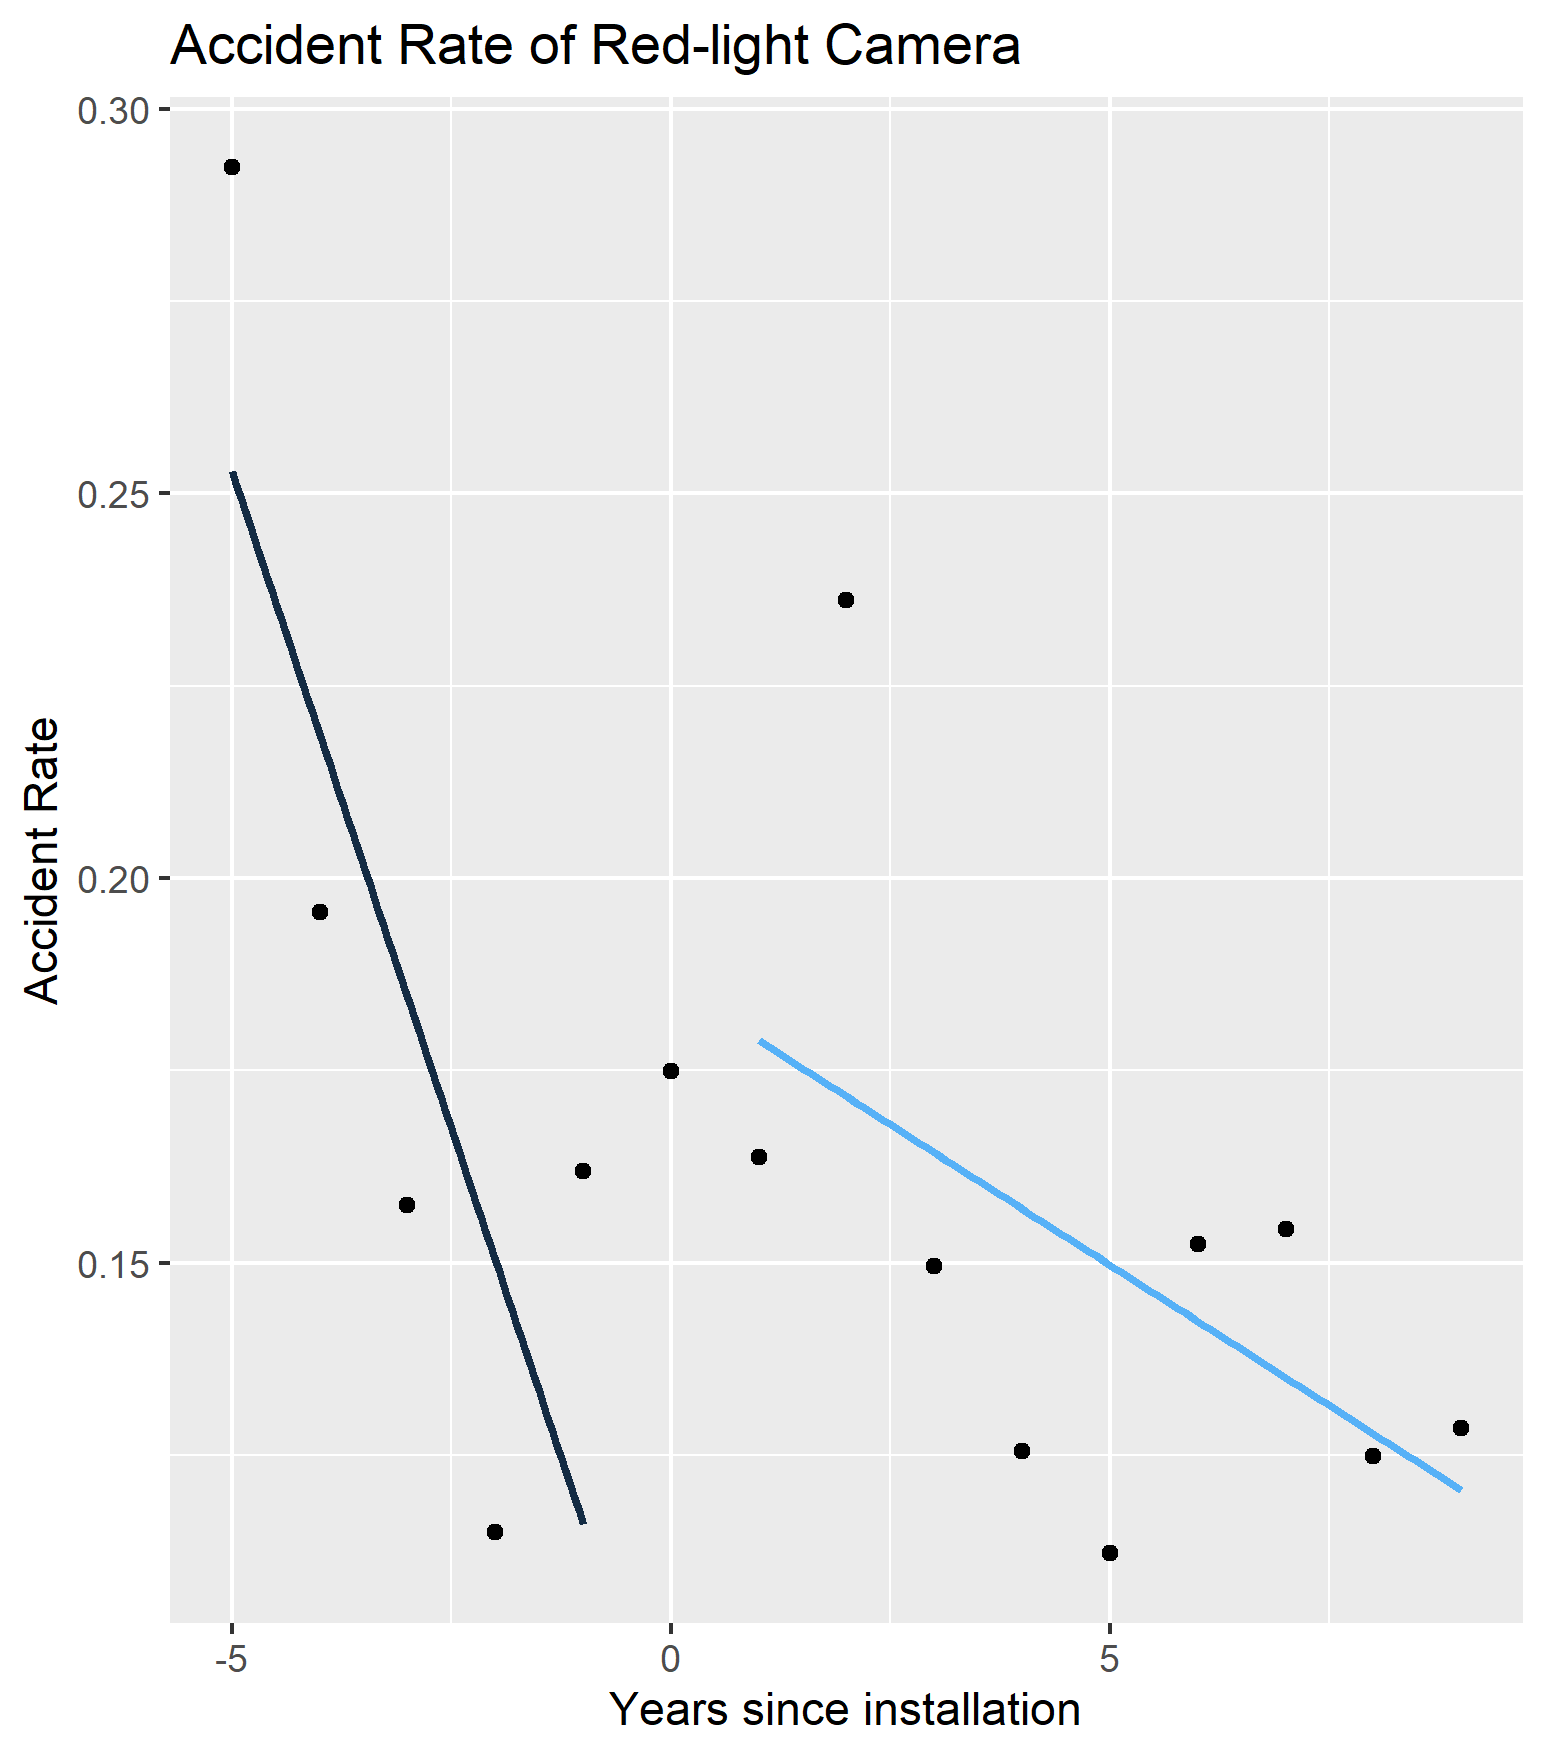 Accident Rate of Red-light Camera
0.30
0.25
0.20
0.15
Accident Rate
-5
0
5
Years since installation